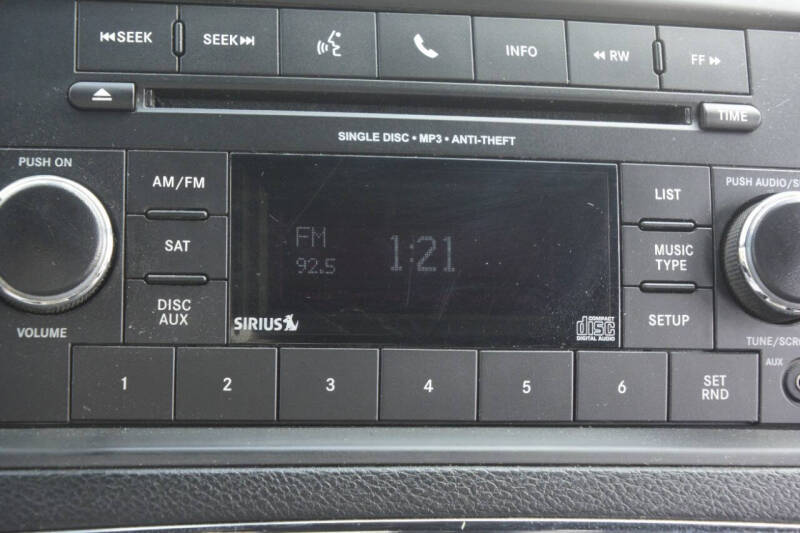 SEEK
SEEK
INFO
RW
FF
TIME
SINGLE DISC • MP3 • ANTI-THEFT
PUSH ON
VOLUME
AM/FM
SAT
DISC
AUX
FM
92.5
1:21
SIRIUS
COMPACT
disc
DIGITAL AUDIO
LIST
MUSIC
TYPE
SETUP
PUSH AUDIO/
TUNE/SCR
AUX
1
2
3
4
5
6
SET
RND